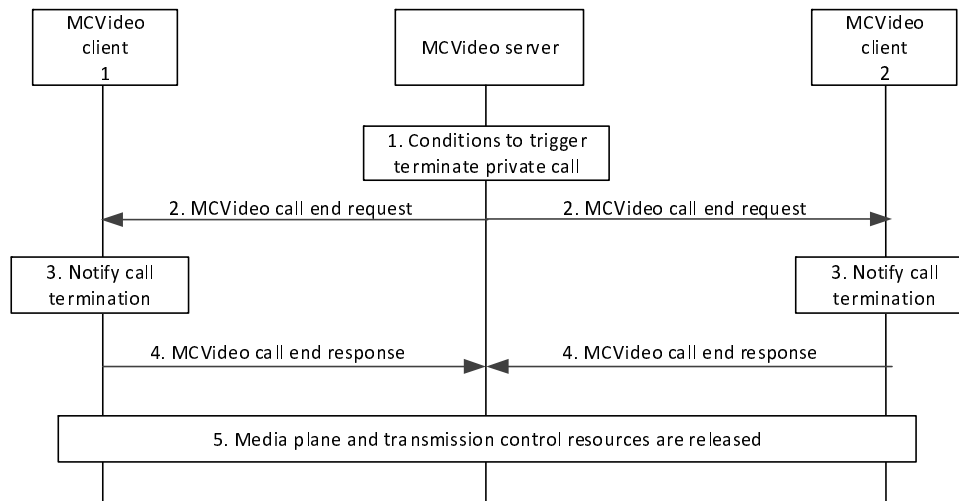 MCVideo
client
1
MCVideo server
MCVideo
client
2
1. Conditions to trigger
terminate private call
2. MCVideo call end request
2. MCVideo call end request
3. Notify call
termination
3. Notify call
termination
4. MCVideo call end response
4. MCVideo call end response
5. Media plane and transmission control resources are released